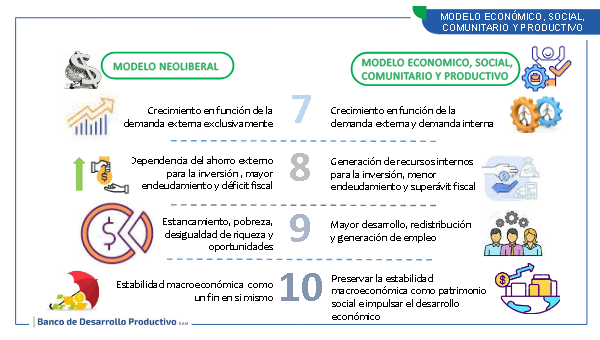 MODELO ECONÓMICO, SOCIAL,
COMUNITARIO Y PRODUCTIVO
MODELO NEOLIBERAL
MODELO ECONOMICO, SOCIAL,
COMUNITARIO Y PRODUCTIVO
Crecimiento en función de la
demanda externa exclusivamente
7
Crecimiento en función de la
demanda externa y demanda interna
Dependencia del ahorro externo
para la inversión, mayor
endeudamiento y déficit fiscal
8
Generación de recursos internos
para la inversión, menor
endeudamiento y superávit fiscal
Estancamiento, pobreza,
desigualdad de riqueza y
oportunidades
9
Mayor desarrollo, redistribución
y generación de empleo
Estabilidad macroeconómica como
un fin en si mismo
10
Preservar la estabilidad
macroeconómica como patrimonio
social e impulsar el desarrollo
económico
Banco de Desarrollo Productivo S.A.M